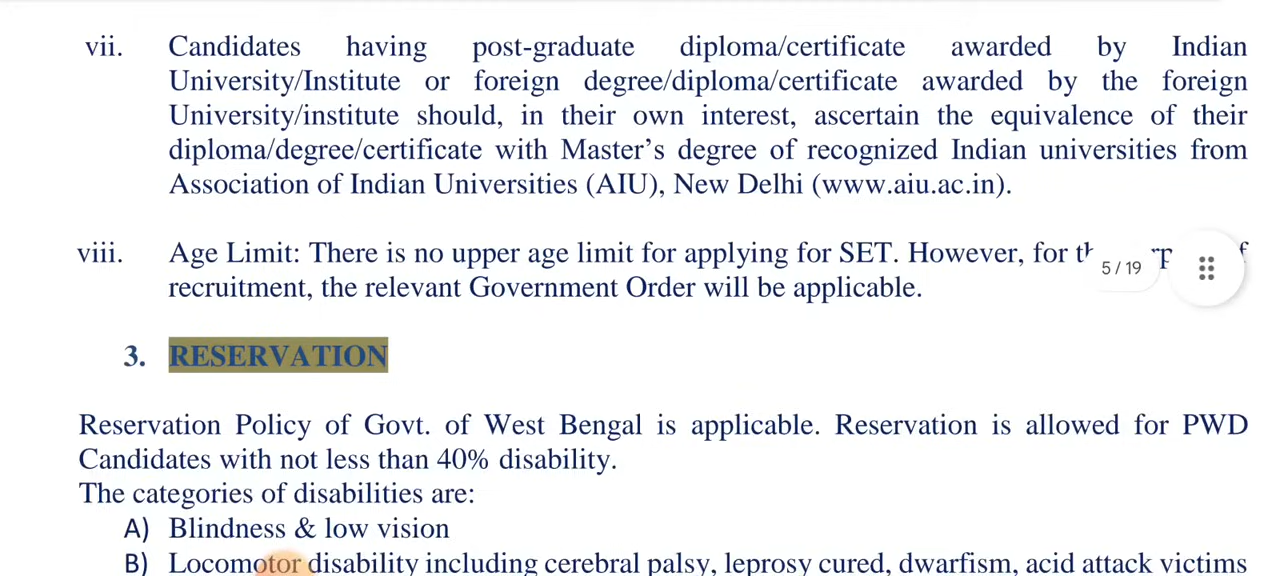 vii. Candidates having post-graduate diploma/certificate awarded by Indian
University/Institute or foreign degree/diploma/certificate awarded by the foreign
University/institute should, in their own interest, ascertain the equivalence of their
diploma/degree/certificate with Master’s degree of recognized Indian universities from
Association of Indian Universities (AIU), New Delhi (www.aiu.ac.in).
viii. Age Limit: There is no upper age limit for applying for SET. However, for
5 / 19
recruitment, the relevant Government Order will be applicable.
3. RESERVATION
Reservation Policy of Govt. of West Bengal is applicable. Reservation is allowed for PWD
Candidates with not less than 40% disability.
The categories of disabilities are:
A) Blindness & low vision
B) Locomotor disability including cerebral palsy, leprosy cured, dwarfism, acid attack victims